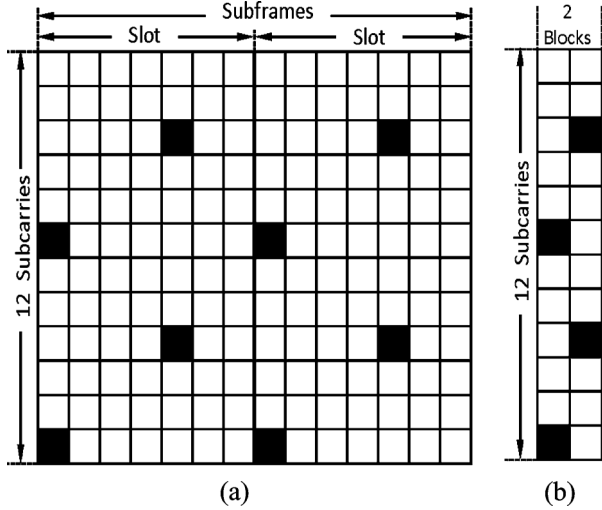 Subframes
Slot
Slot
12 Subcarries
(a)
2
Blocks
12 Subcarries
(b)